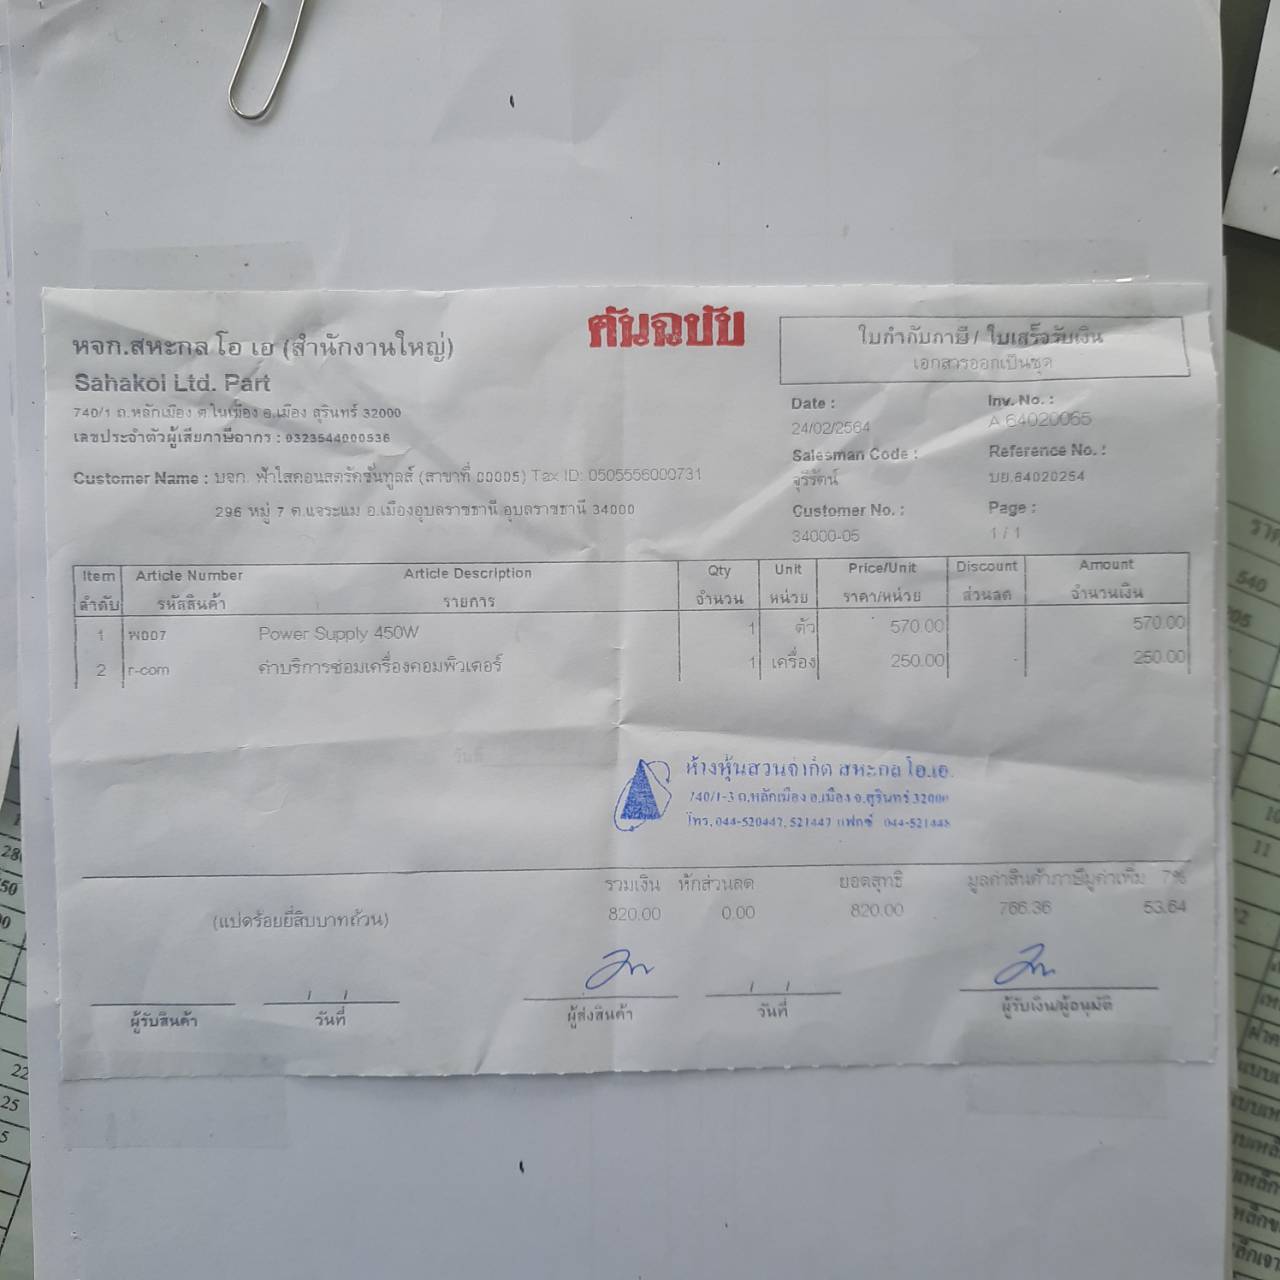 ต้นฉบับ
หจก.สหะกล โอ เอ (สำนักงานใหญ่)
Sahakol Ltd. Part
740/1 ถ.หลักเมือง ต.ในเมือง อ.เมือง สุรินทร์ 32000
เลขประจำตัวผู้เสียภาษีอากร : 0323544000536
Customer Name : บจก. ฟ้าใสคอนสตรัคชั่นทูลส์ (สาขาที่ 00005) Tax ID: 0505556000731
296 หมู่ 7 ต.แจระแม อ.เมืองอุบลราชธานี อุบลราชธานี 34000
ใบกำกับภาษี / ใบเสร็จรับเงิน
เอกสารออกเป็นชุด
Date : Inv. No. :
24/02/2564 A 64020065
Salesman Code : Reference No. :
จุรีรัตน์ บย.64020254
Customer No. : Page :
34000-05 1 / 1
Item Article Number Article Description Qty Unit Price/Unit Discount Amount
ลำดับ รหัสสินค้า รายการ จำนวน หน่วย ราคา/หน่วย ส่วนลด จำนวนเงิน
1 W007 Power Supply 450W 1 ตัว 570.00 570.00
2 r-com ค่าบริการซ่อมเครื่องคอมพิวเตอร์ 1 เครื่อง 250.00 - 250.00
ห้างหุ้นส่วนจำกัด สหะกล โอ.เอ.
740/1-3 ถ.หลักเมือง อ.เมือง จ.สุรินทร์ 32000
โทร. 044-520447, 521447 แฟกซ์ 044-521448
รวมเงิน หักส่วนลด ยอดสุทธิ มูลค่าสินค้า ภาษีมูค่าเพิ่ม 7%
(แปดร้อยยี่สิบบาทถ้วน) 820.00 0.00 820.00 766.36 53.64
ผู้รับสินค้า วันที่ ผู้ส่งสินค้า วันที่ ผู้รับเงิน/ผู้อนุมัติ